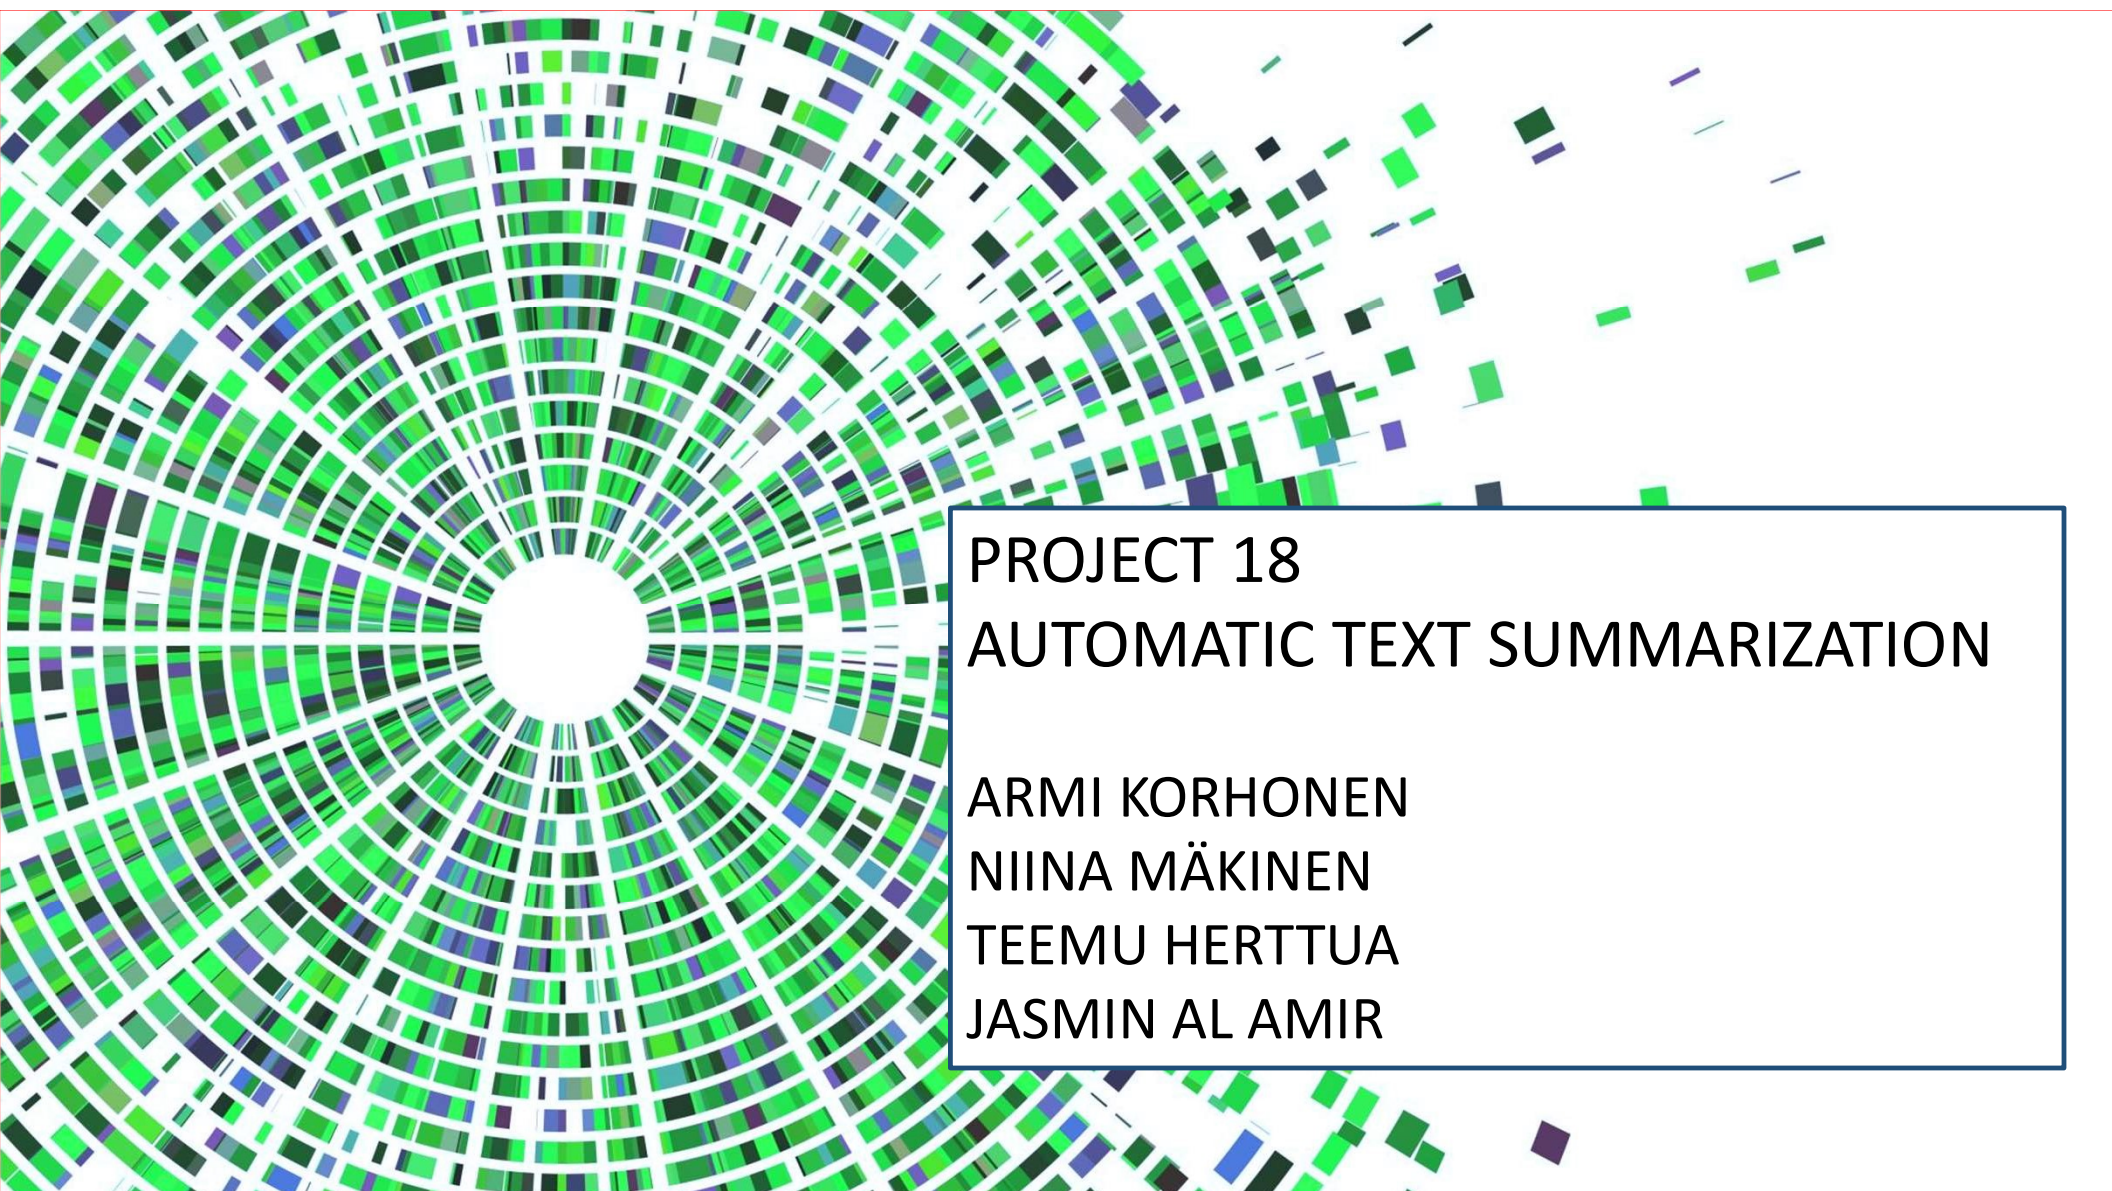 PROJECT 18
AUTOMATIC TEXT SUMMARIZATION
ARMI KORHONEN
NIINA MÄKINEN
TEEMU HERTTUA
JASMIN AL AMIR